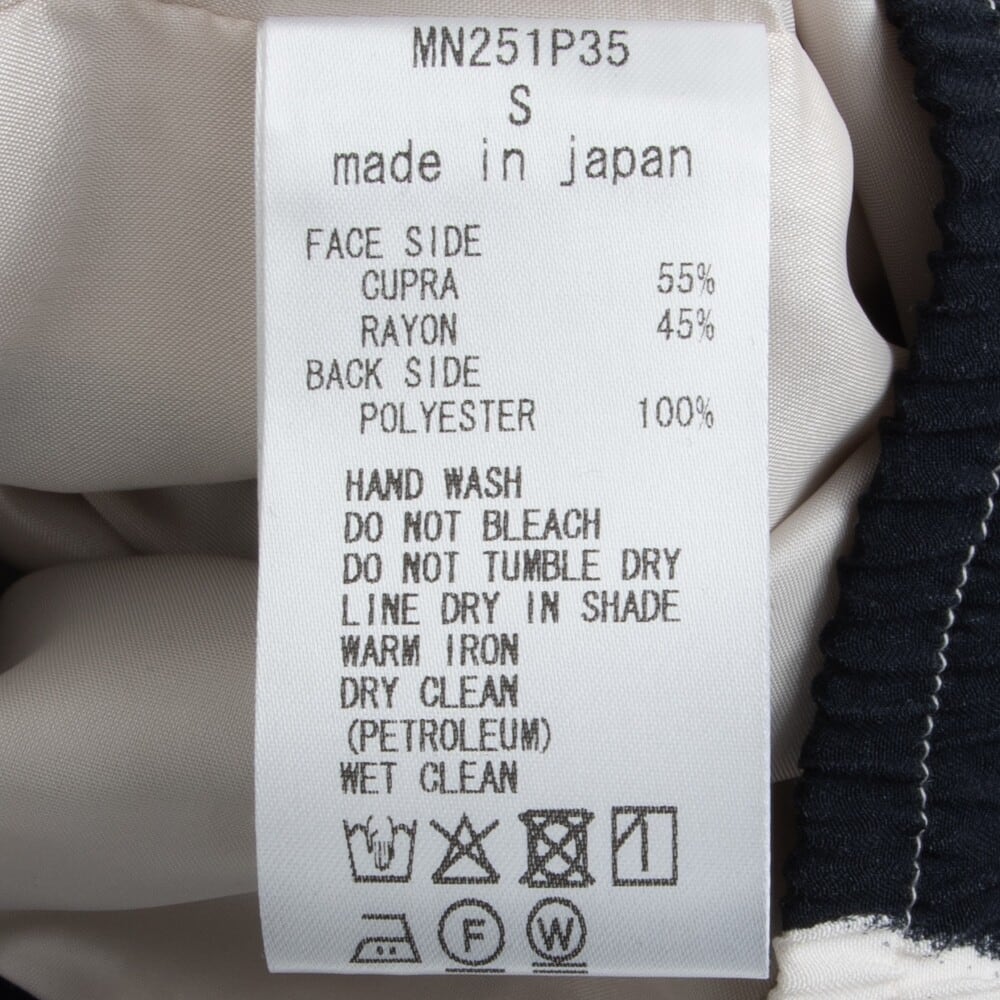 MN251P35
S
made in japan
FACE SIDE
CUPRA 55%
RAYON 45%
BACK SIDE
POLYESTER 100%
HAND WASH
DO NOT BLEACH
DO NOT TUMBLE DRY
LINE DRY IN SHADE
WARM IRON
DRY CLEAN
(PETROLEUM)
WET CLEAN
F W